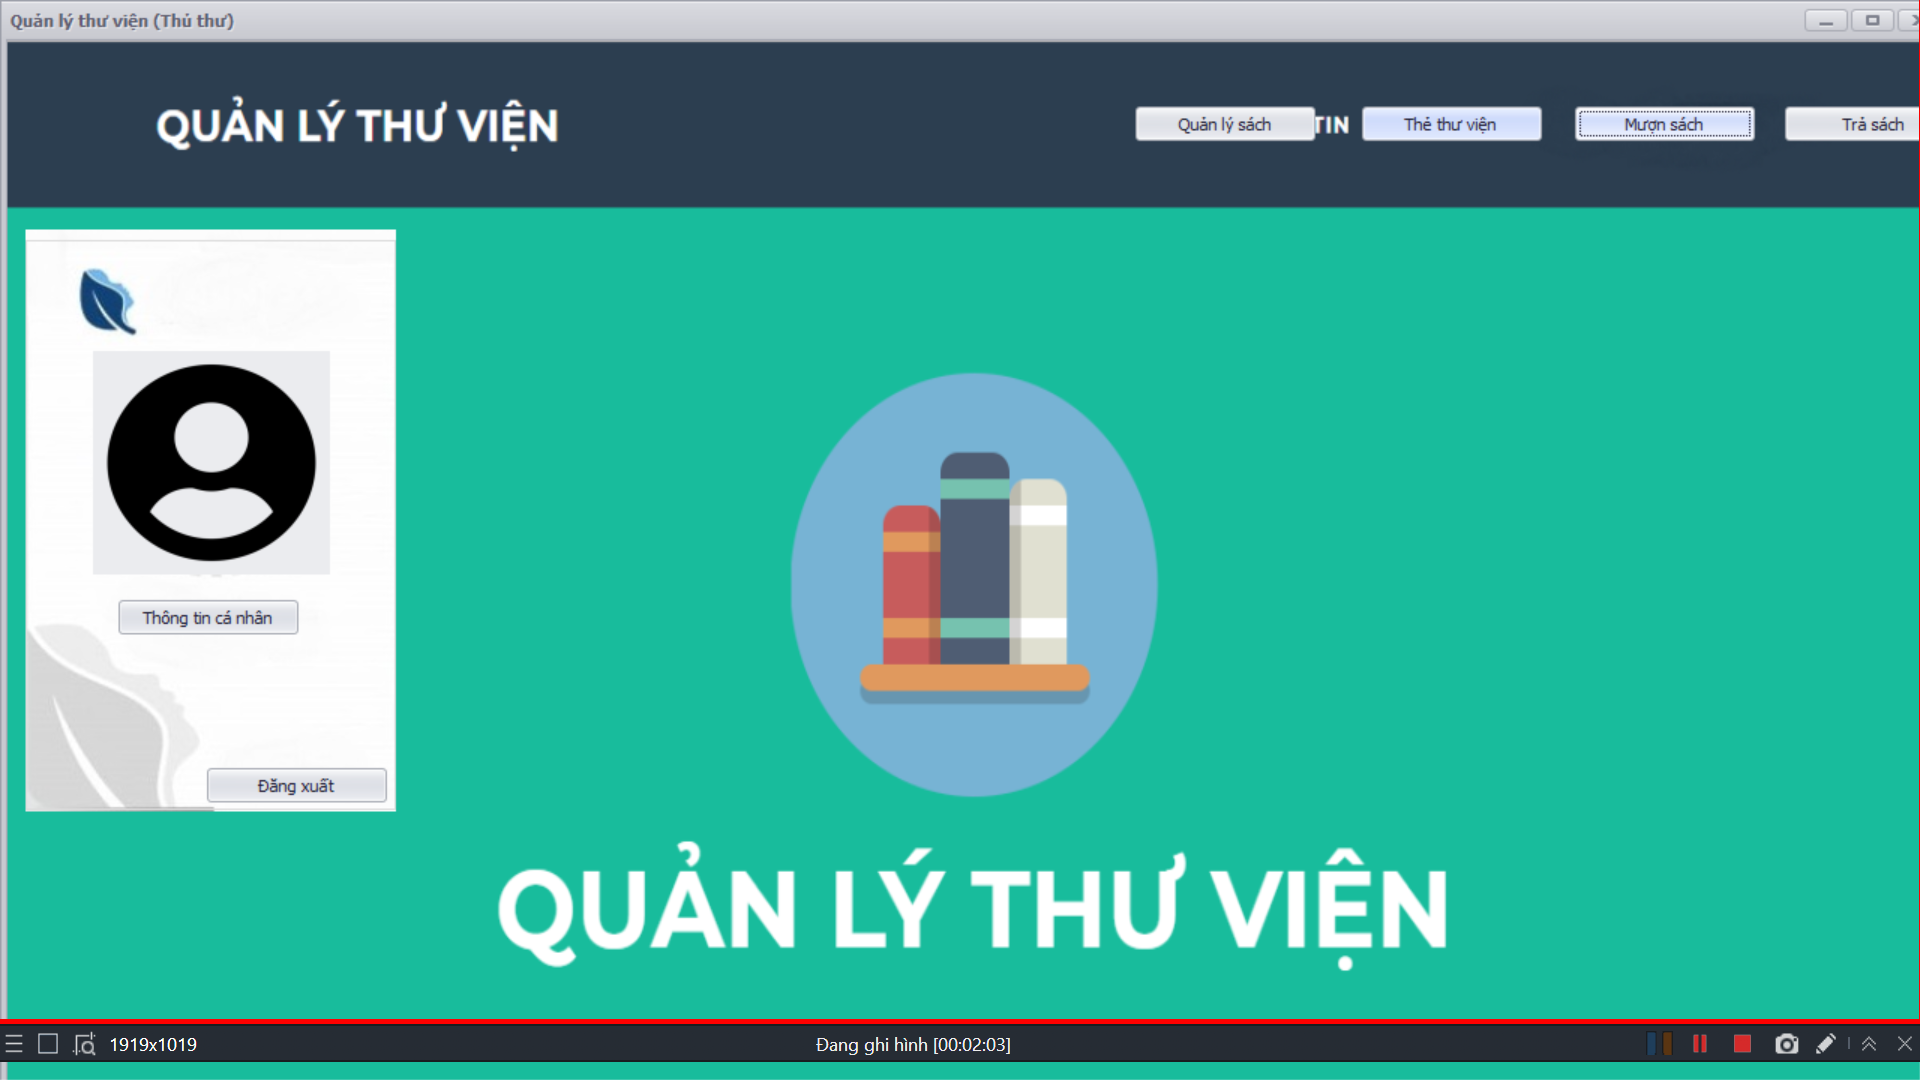 Quản lý thư viện (Thủ thư)
QUẢN LÝ THƯ VIỆN
Quản lý sách
TIN
Thẻ thư viện
Mượn sách
Trả sách
Thông tin cá nhân
Đăng xuất
QUẢN LÝ THƯ VIỆN
1919x1019
Đang ghi hình [00:02:03]